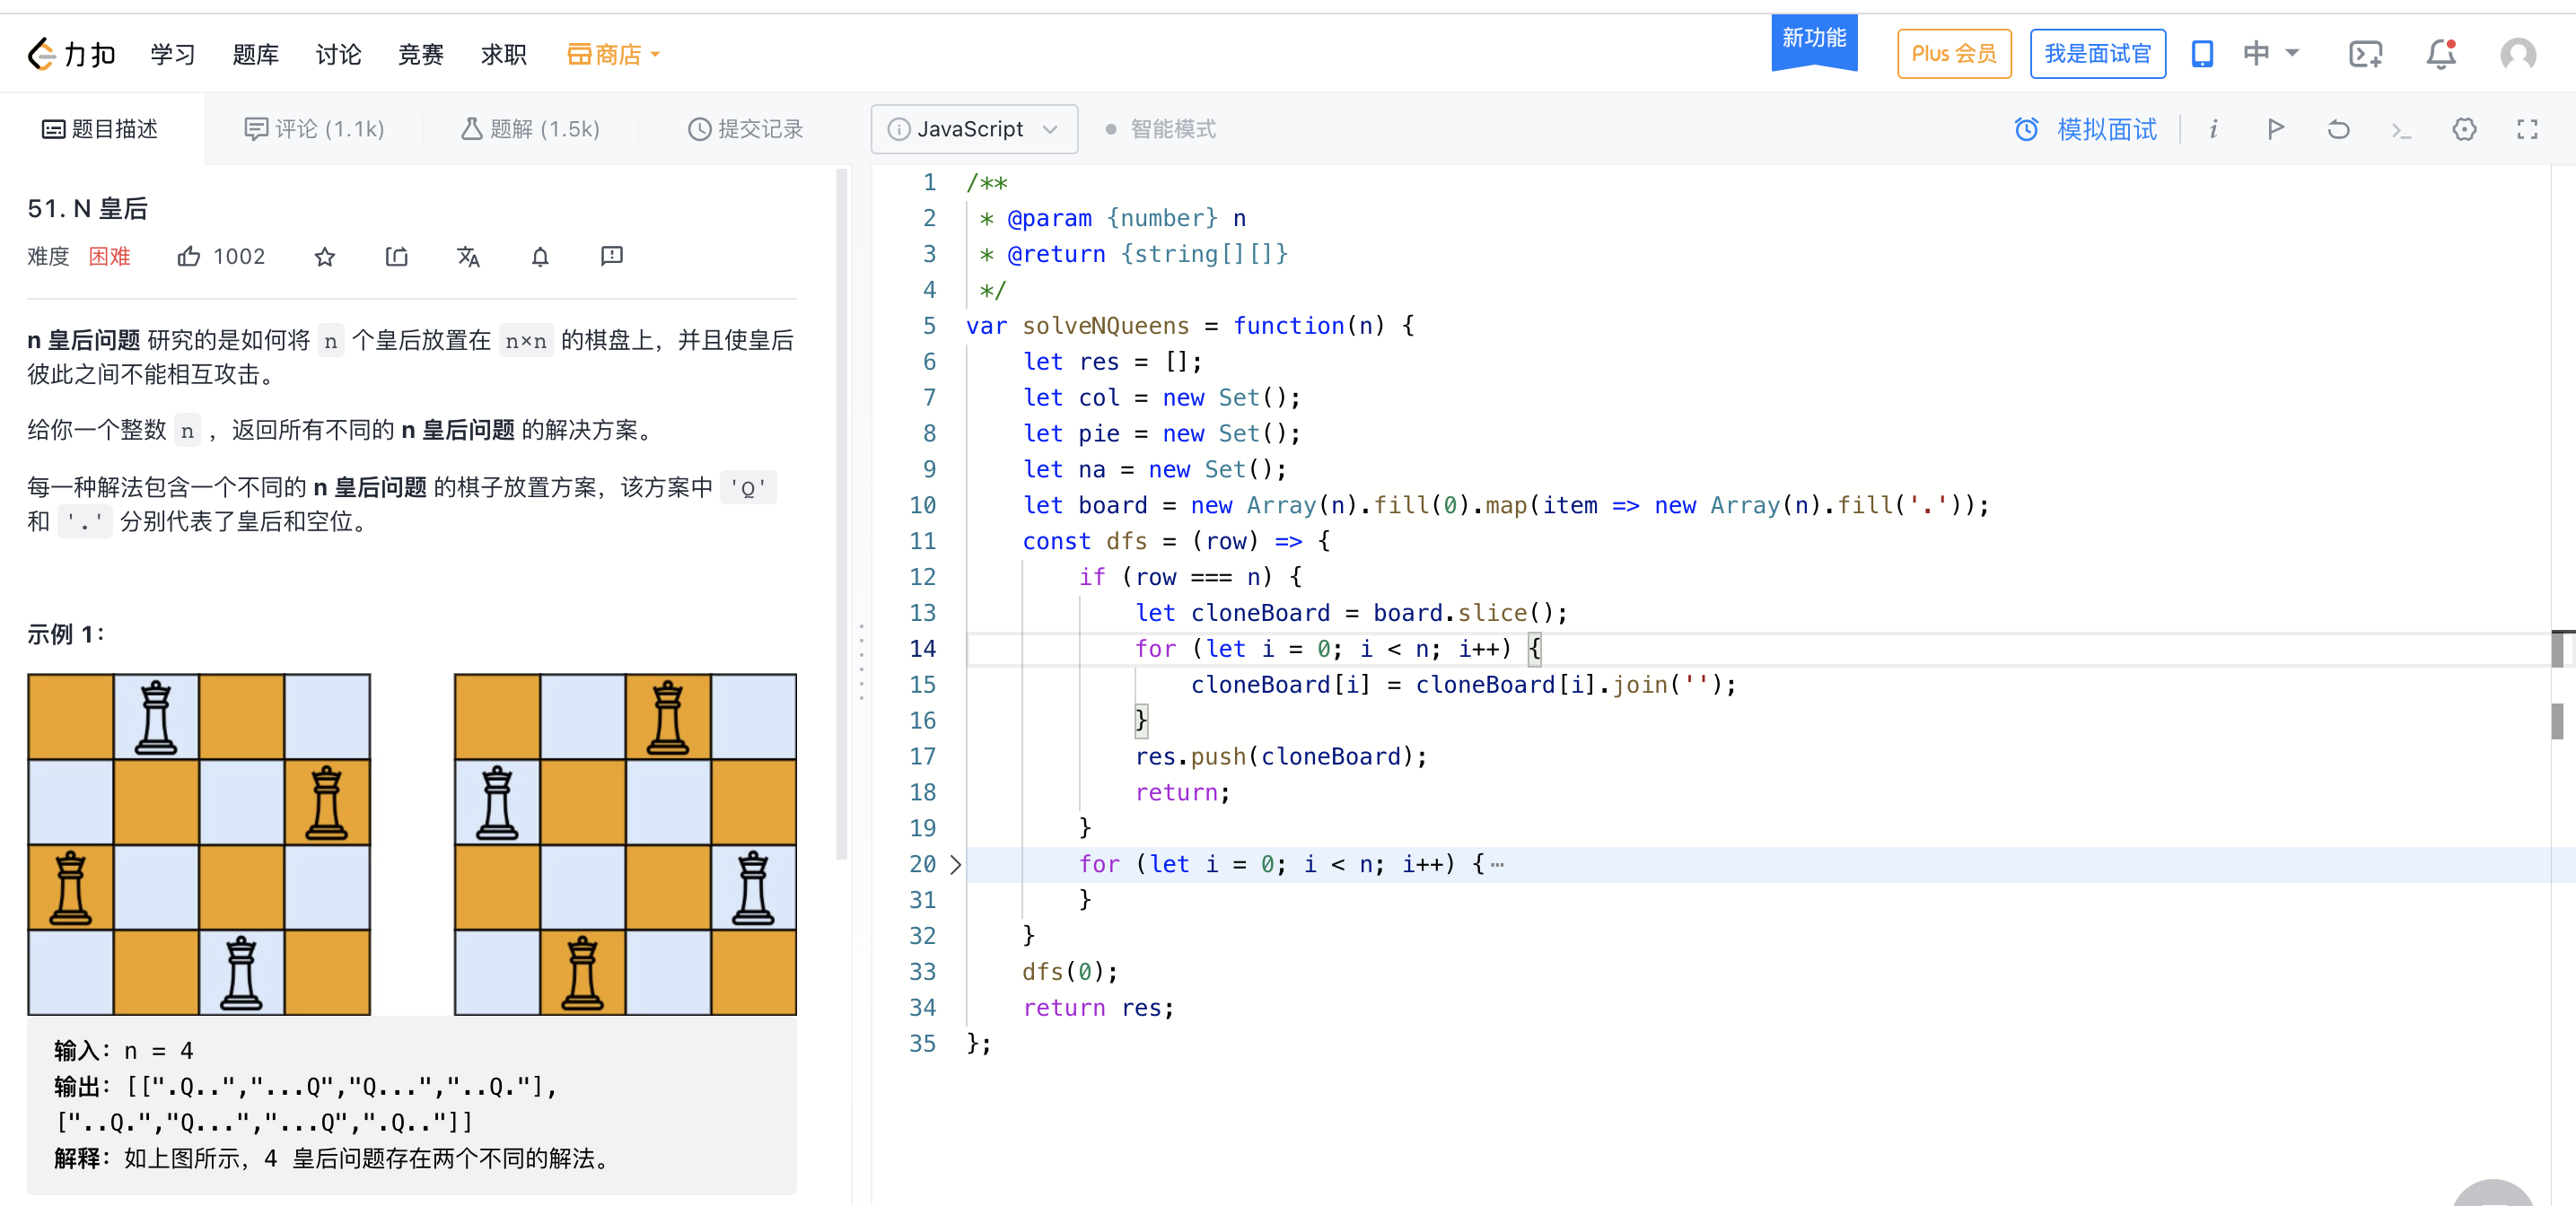 力扣 学习 题库 讨论 竞赛 求职 商店 新功能 Plus 会员 我是面试官 中
题目描述 评论 (1.1k) 题解 (1.5k) 提交记录
51. N 皇后
难度 困难 1002
n 皇后问题 研究的是如何将 n 个皇后放置在 n×n 的棋盘上，并且使皇后
彼此之间不能相互攻击。
给你一个整数 n ，返回所有不同的 n 皇后问题 的解决方案。
每一种解法包含一个不同的 n 皇后问题 的棋子放置方案，该方案中 'Q'
和 '.' 分别代表了皇后和空位。
示例 1：
输入：n = 4
输出：[[".Q..","...Q","Q...","..Q."],
["..Q.","Q...","...Q",".Q.."]]
解释：如上图所示，4 皇后问题存在两个不同的解法。
JavaScript 智能模式 模拟面试
1 /**
2 * @param {number} n
3 * @return {string[][]}
4 */
5 var solveNQueens = function(n) {
6 let res = [];
7 let col = new Set();
8 let pie = new Set();
9 let na = new Set();
10 let board = new Array(n).fill(0).map(item => new Array(n).fill('.'));
11 const dfs = (row) => {
12 if (row === n) {
13 let cloneBoard = board.slice();
14 for (let i = 0; i < n; i++) {
15 cloneBoard[i] = cloneBoard[i].join('');
16 }
17 res.push(cloneBoard);
18 return;
19 }
20 for (let i = 0; i < n; i++) {⋯
31 }
32 }
33 dfs(0);
34 return res;
35 };